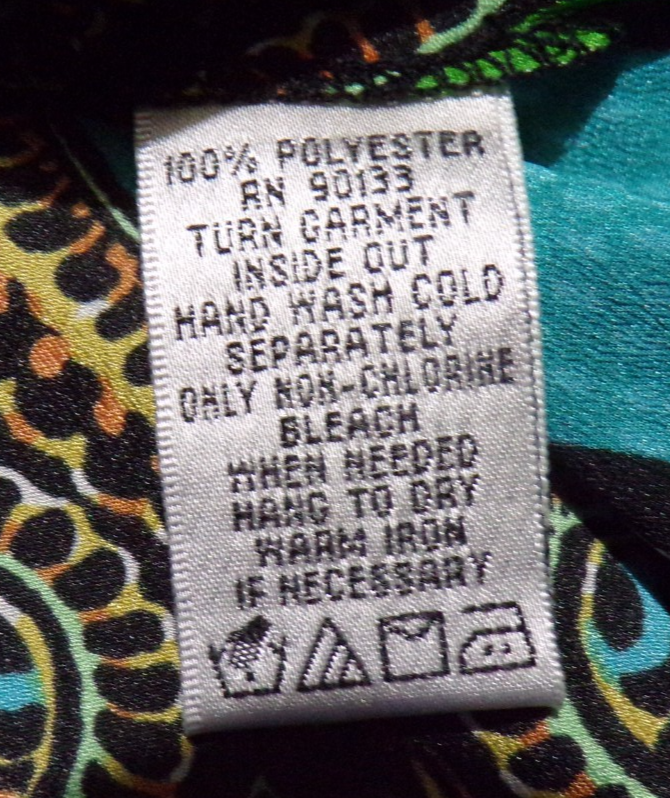 100% POLYESTER
RN 90133
TURN GARMENT
INSIDE OUT
HAND WASH COLD
SEPARATELY
ONLY NON-CHLORINE
BLEACH
WHEN NEEDED
HANG TO DRY
WARM IRON
IF NECESSARY